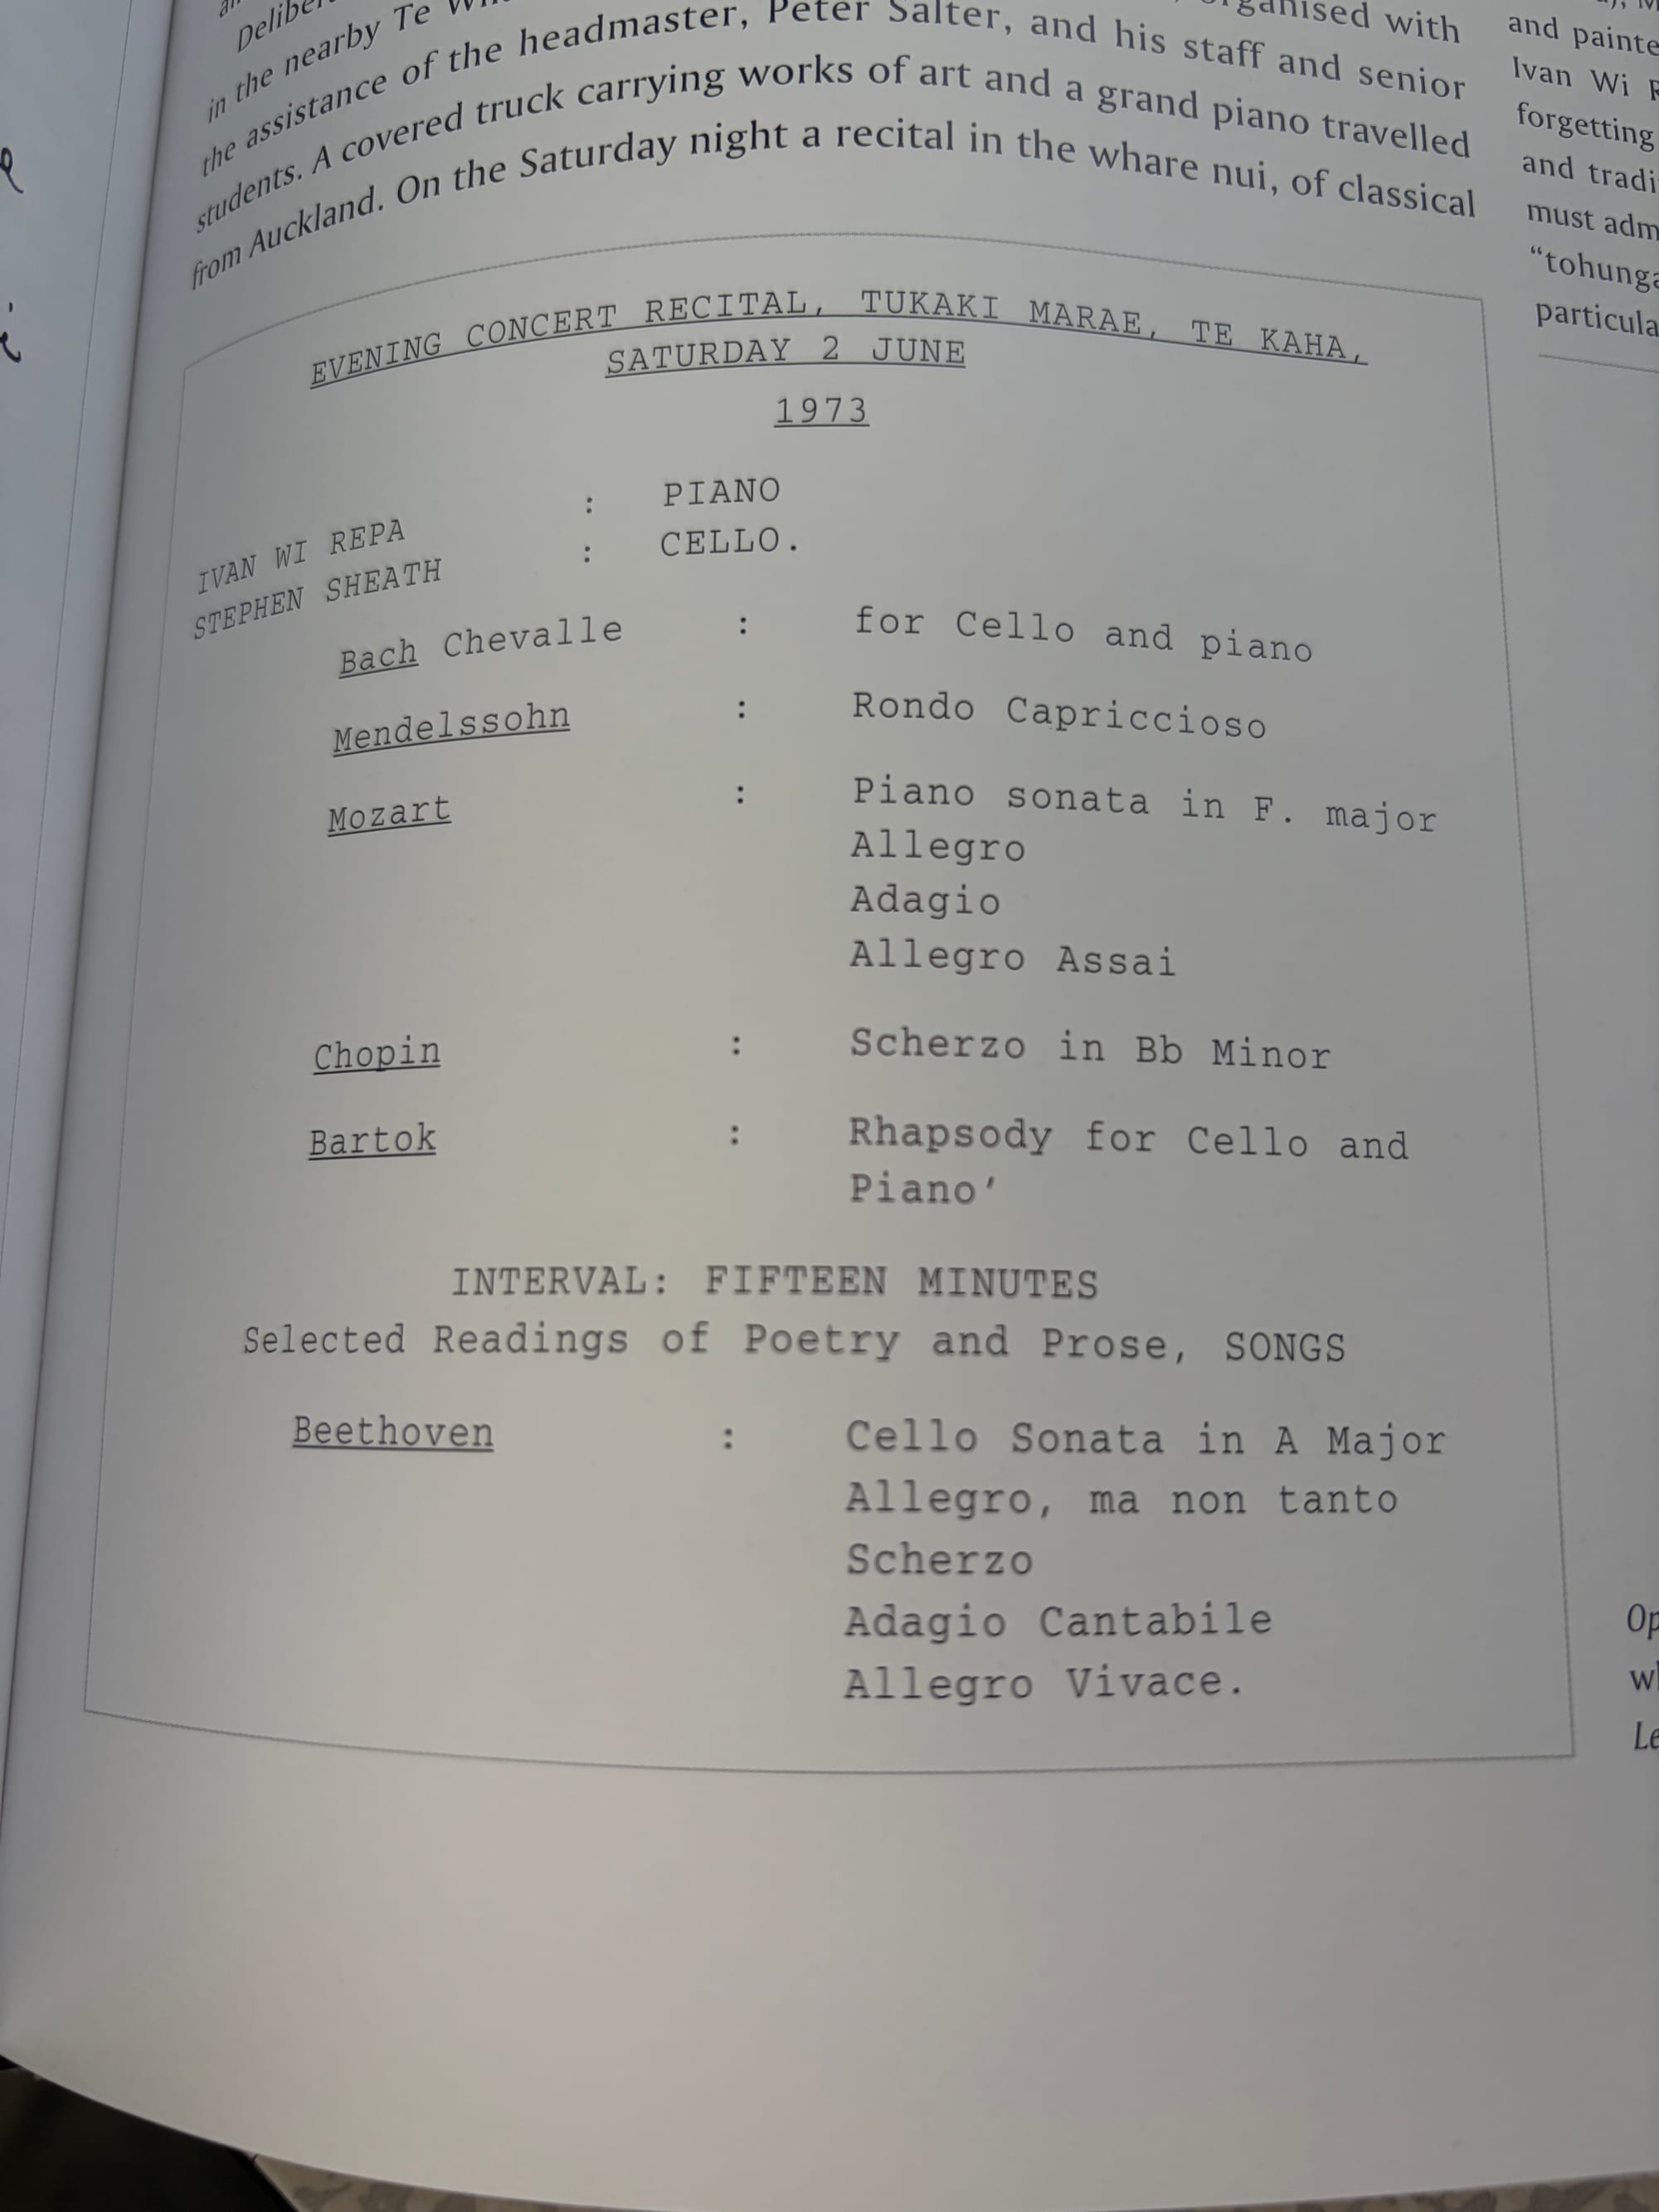 in the nearby Te
organised with
the assistance of the headmaster, Peter Salter, and his staff and senior
students. A covered truck carrying works of art and a grand piano travelled
from Auckland. On the Saturday night a recital in the whare nui, of classical
EVENING CONCERT RECITAL, TUKAKI MARAE, TE KAHA,
SATURDAY 2 JUNE
1973
IVAN WI REPA : PIANO
STEPHEN SHEATH : CELLO.
Bach Chevalle : for Cello and piano
Mendelssohn : Rondo Capriccioso
Mozart : Piano sonata in F. major
Allegro
Adagio
Allegro Assai
Chopin : Scherzo in Bb Minor
Bartok : Rhapsody for Cello and
Piano'
INTERVAL: FIFTEEN MINUTES
Selected Readings of Poetry and Prose, SONGS
Beethoven : Cello Sonata in A Major
Allegro, ma non tanto
Scherzo
Adagio Cantabile
Allegro Vivace.
and painte
Ivan Wi R
forgetting
and tradi
must adm
“tohunga
particula
Op
wh
Le